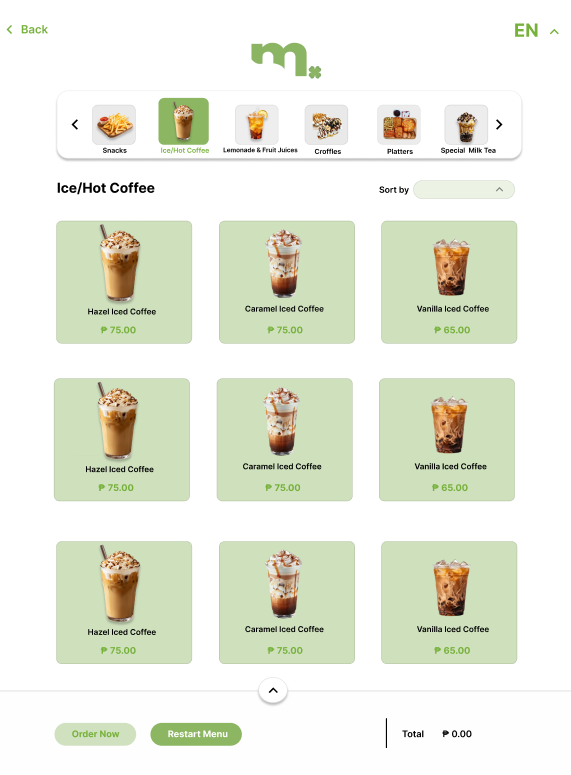 Back
EN
m
Snacks
Ice/Hot Coffee
Lemonade & Fruit Juices
Croffles
Platters
Special Milk Tea
Ice/Hot Coffee
Sort by
Hazel Iced Coffee
₱ 75.00
Caramel Iced Coffee
₱ 75.00
Vanilla Iced Coffee
₱ 65.00
Hazel Iced Coffee
₱ 75.00
Caramel Iced Coffee
₱ 75.00
Vanilla Iced Coffee
₱ 65.00
Hazel Iced Coffee
₱ 75.00
Caramel Iced Coffee
₱ 75.00
Vanilla Iced Coffee
₱ 65.00
Order Now
Restart Menu
Total ₱ 0.00